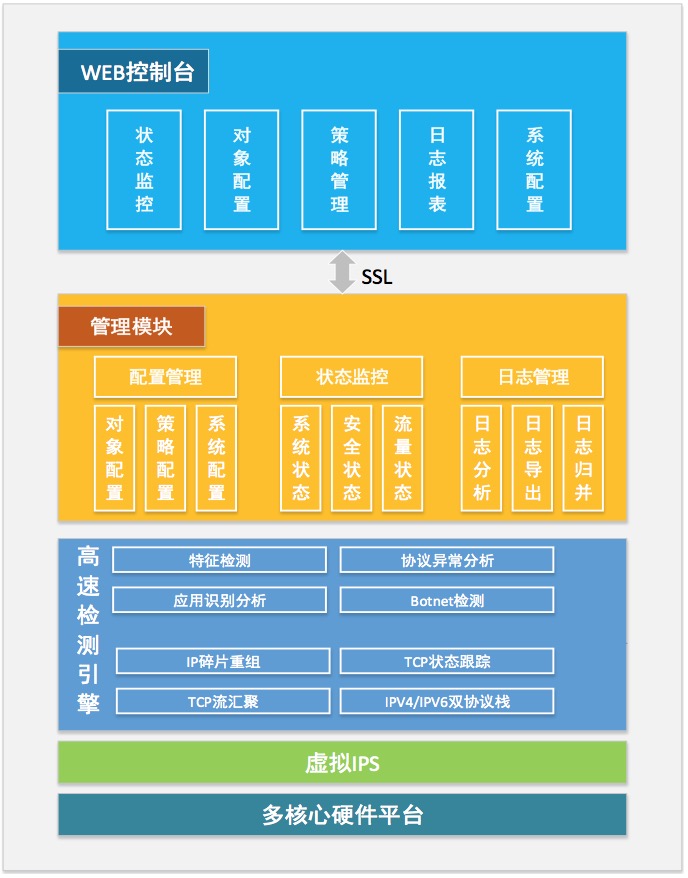 WEB控制台
状态监控
对象配置
策略管理
日志报表
系统配置
SSL
管理模块
配置管理
对象配置
策略配置
系统配置
状态监控
系统状态
安全状态
流量状态
日志管理
日志分析
日志导出
日志归并
高速检测引擎
特征检测
协议异常分析
应用识别分析
Botnet检测
IP碎片重组
TCP状态跟踪
TCP流汇聚
IPV4/IPV6双协议栈
虚拟IPS
多核心硬件平台